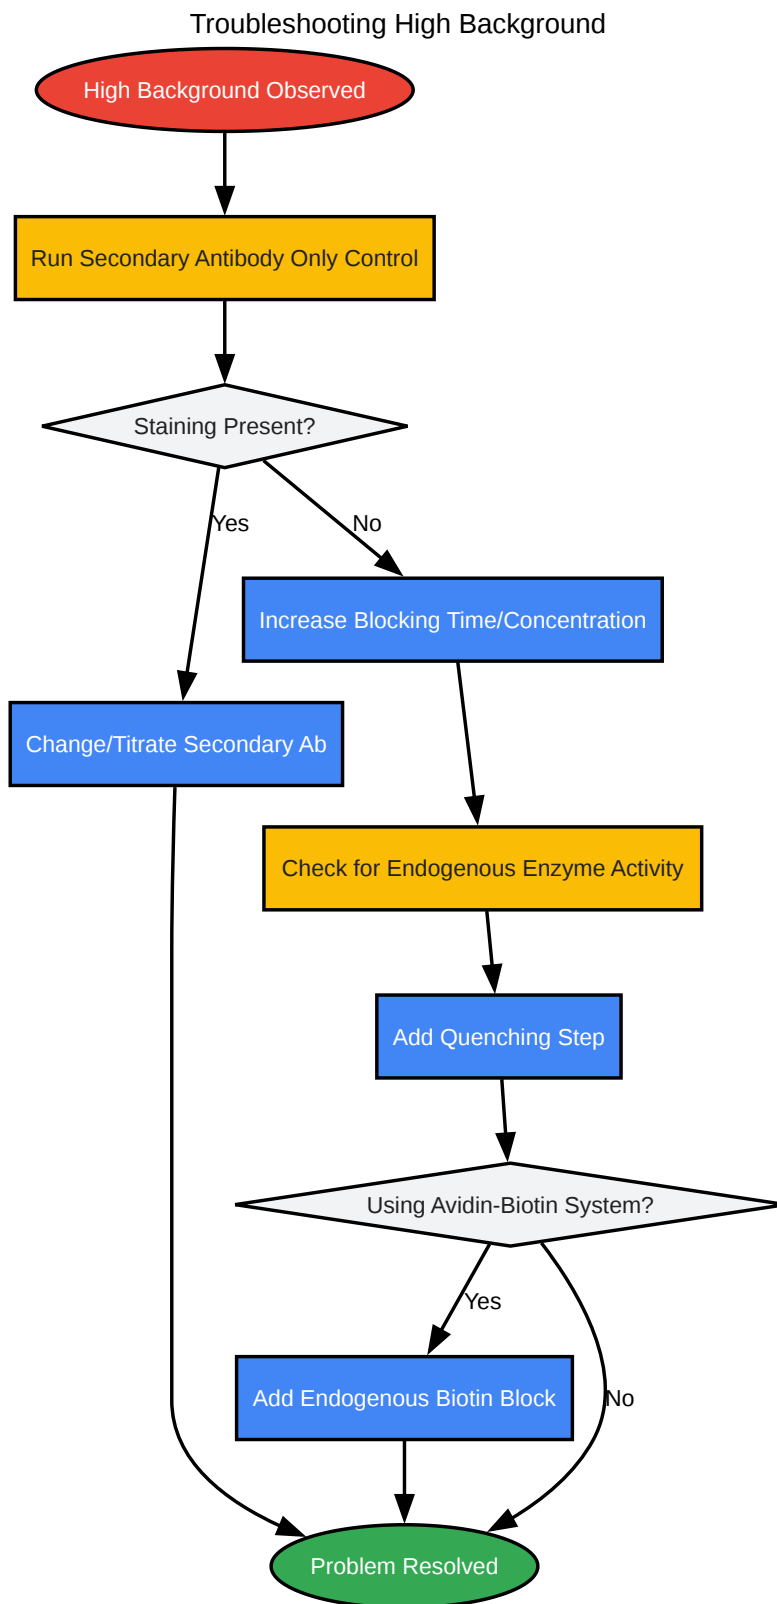 Troubleshooting High Background
High Background Observed
Run Secondary Antibody Only Control
Staining Present?
Yes
No
Increase Blocking Time/Concentration
Change/Titrate Secondary Ab
Check for Endogenous Enzyme Activity
Add Quenching Step
Using Avidin-Biotin System?
Yes
Add Endogenous Biotin Block
No
Problem Resolved